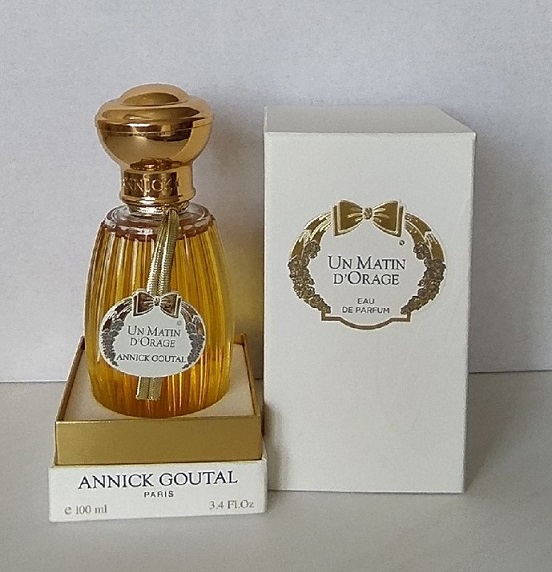 ANNICK
UN MATIN
D'ORAGE
ANNICK GOUTAL
ANNICK GOUTAL
PARIS
e 100 ml
3.4 Fl.Oz
UN MATIN
D'ORAGE
EAU
DE PARFUM